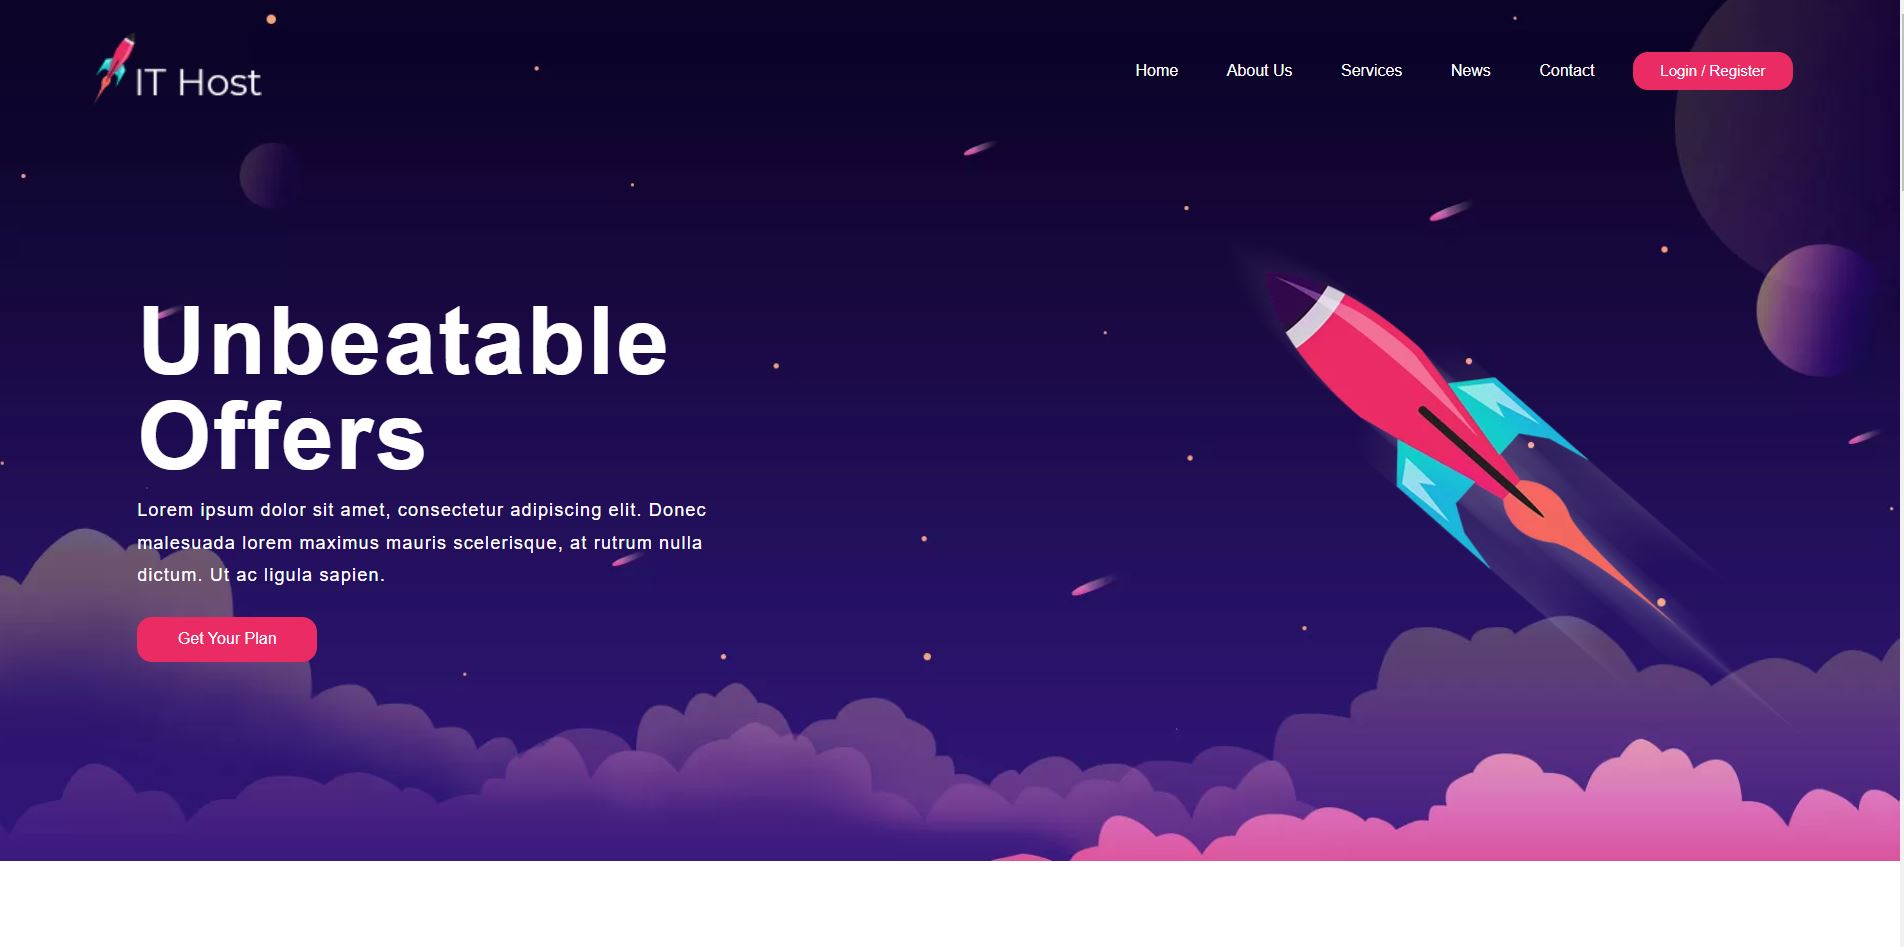 IT Host
Home About Us Services News Contact Login / Register
Unbeatable
Offers
Lorem ipsum dolor sit amet, consectetur adipiscing elit. Donec
malesuada lorem maximus mauris scelerisque, at rutrum nulla
dictum. Ut ac ligula sapien.
Get Your Plan